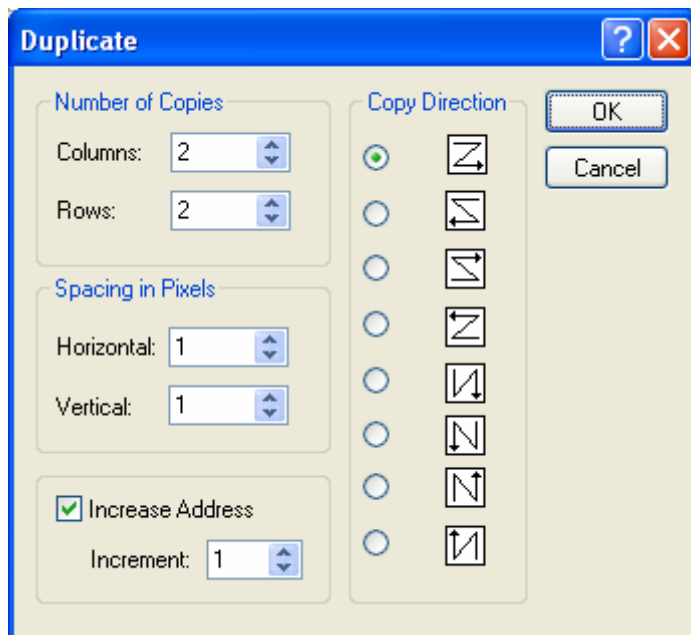 Duplicate
Number of Copies
Columns: 2
Rows: 2
Spacing in Pixels
Horizontal: 1
Vertical: 1
Increase Address
Increment: 1
Copy Direction
OK
Cancel